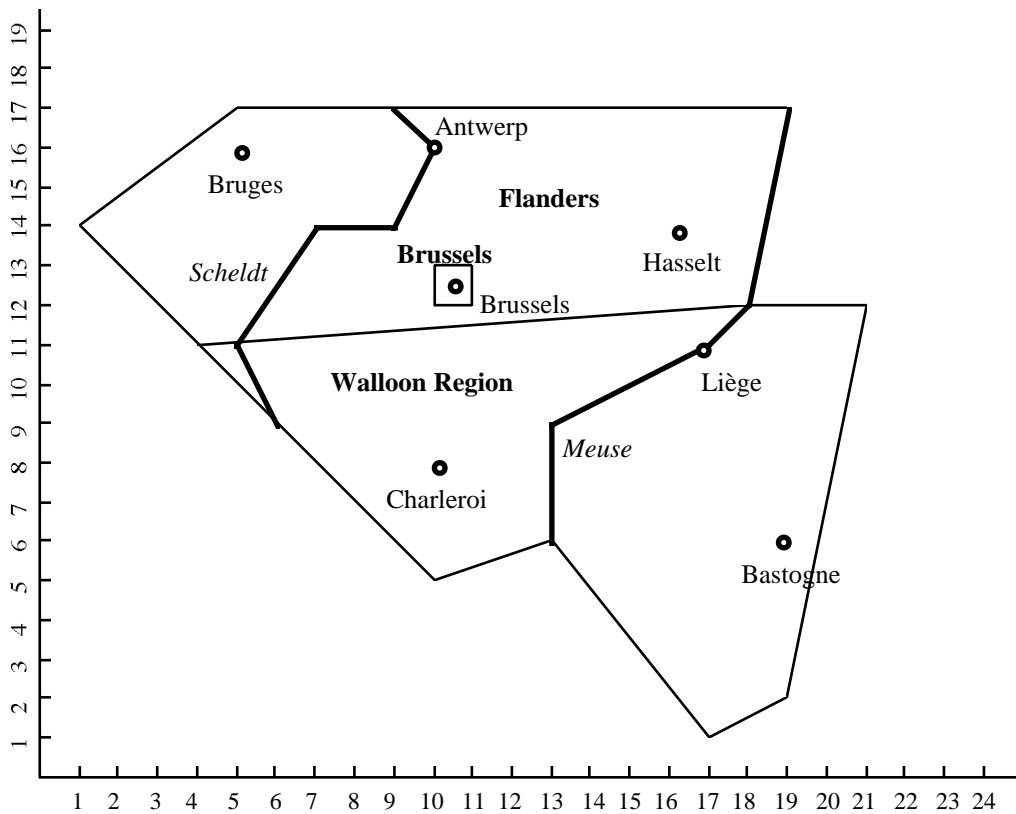 19
18
17
Antwerp
16
Bruges
15
Flanders
14
Brussels
Hasselt
13
Scheldt
Brussels
12
11
Walloon Region
Liège
10
9
Meuse
8
Charleroi
7
6
Bastogne
5
4
3
2
1
1 2 3 4 5 6 7 8 9 10 11 12 13 14 15 16 17 18 19 20 21 22 23 24